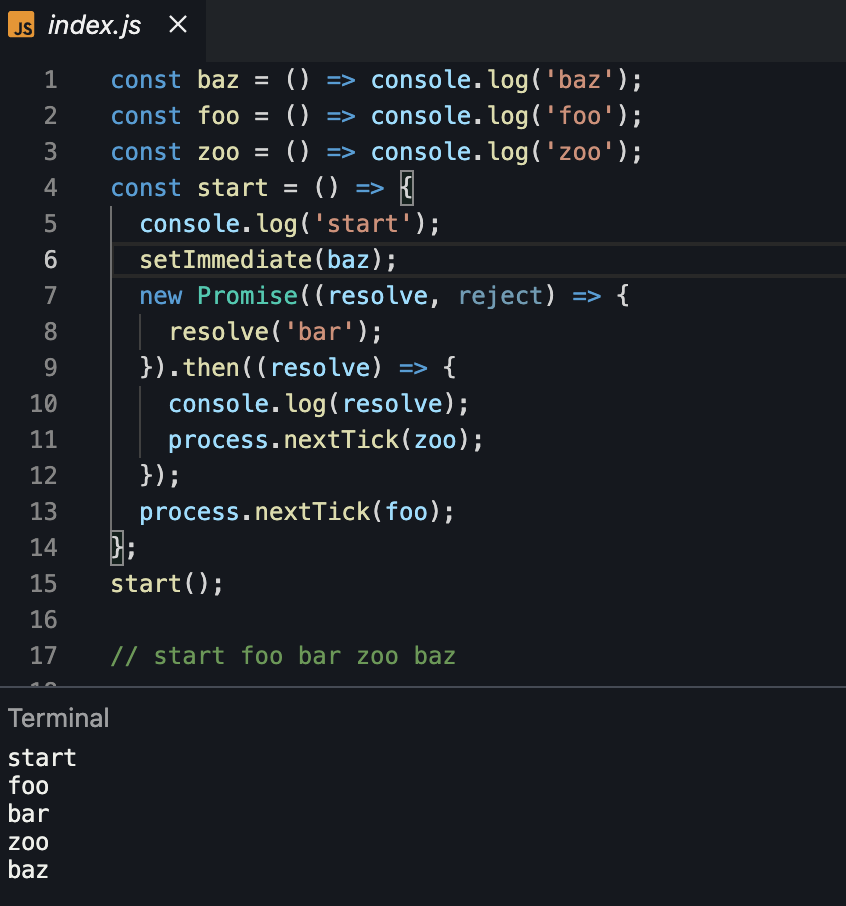 JS index.js ×
1 const baz = () => console.log('baz');
2 const foo = () => console.log('foo');
3 const zoo = () => console.log('zoo');
4 const start = () => {
5   console.log('start');
6   setImmediate(baz);
7   new Promise((resolve, reject) => {
8     resolve('bar');
9   }).then((resolve) => {
10     console.log(resolve);
11     process.nextTick(zoo);
12   });
13   process.nextTick(foo);
14 };
15 start();
16
17 // start foo bar zoo baz
Terminal
start
foo
bar
zoo
baz